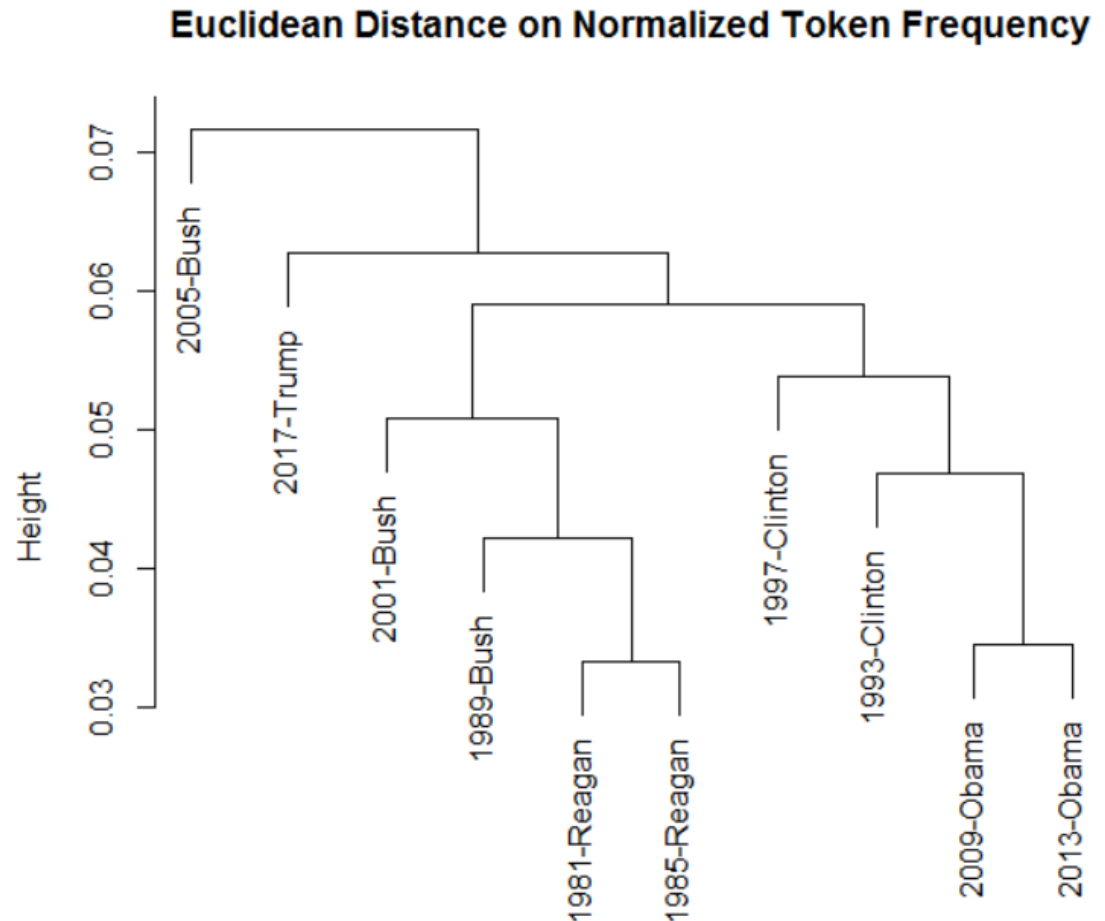 Euclidean Distance on Normalized Token Frequency
Height
0.07
0.06
0.05
0.04
0.03
2005-Bush
2017-Trump
2001-Bush
1989-Bush
1981-Reagan
1985-Reagan
1997-Clinton
1993-Clinton
2009-Obama
2013-Obama